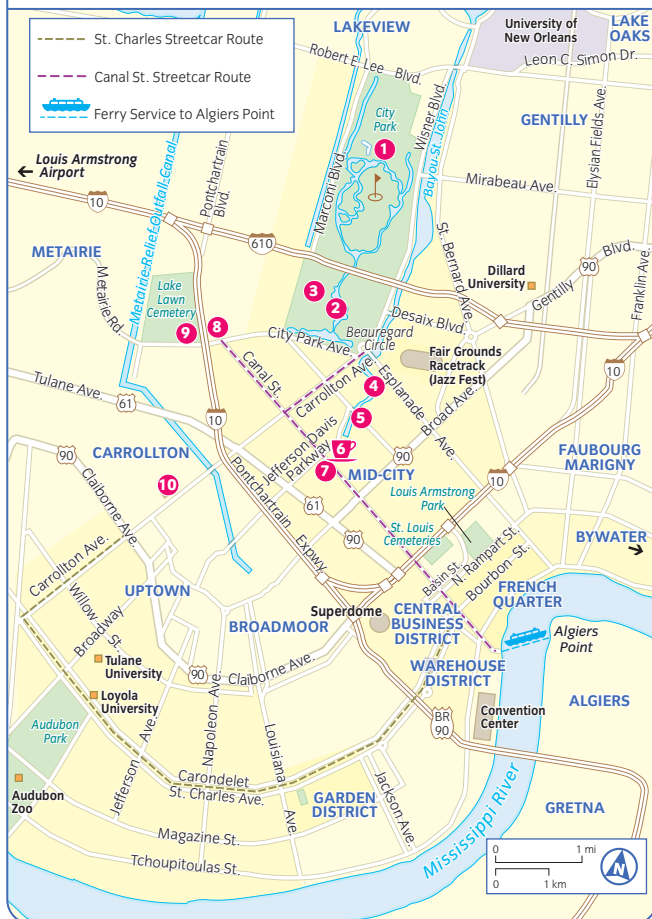 St. Charles Streetcar Route
Canal St. Streetcar Route
Ferry Service to Algiers Point
LAKEVIEW
University of
New Orleans
LAKE
OAKS
Robert E. Lee Blvd.
Leon C. Simon Dr.
City
Park
1
Wisner Blvd.
Bayou St. John
GENTILLY
Elysian Fields Ave.
Louis Armstrong
Airport
Pontchartrain
Blvd.
Marconi Blvd.
Mirabeau Ave.
10
Metairie Relief Outfall Canal
610
St. Bernard Ave.
METAIRIE
Dillard
University
90
Gentilly Blvd.
Franklin Ave.
Metairie Rd.
Lake
Lawn
Cemetery
3
2
Desaix Blvd.
9
8
City Park Ave.
Beauregard
Circle
Fair Grounds
Racetrack
(Jazz Fest)
Canal St.
Carrollton Ave.
Esplanade Ave.
10
Tulane Ave.
61
4
Broad Ave.
10
5
Jefferson Davis
Parkway
6
90
CARROLLTON
90
Claiborne Ave.
7
MID-CITY
FAUBOURG
MARIGNY
10
Pontchartrain Expwy.
61
Louis Armstrong
Park
10
90
St. Louis
Cemeteries
BYWATER
Carrollton Ave.
Basin St.
N. Rampart St.
Bourbon St.
Willow St.
Broadway
UPTOWN
BROADMOOR
Superdome
CENTRAL
BUSINESS
DISTRICT
FRENCH
QUARTER
Algiers
Point
Tulane
University
90
Claiborne Ave.
WAREHOUSE
DISTRICT
Loyola
University
ALGIERS
Audubon
Park
Jefferson Ave.
Napoleon Ave.
Louisiana Ave.
BR
90
Convention
Center
Carondelet
St. Charles Ave.
Audubon
Zoo
GARDEN
DISTRICT
Jackson Ave.
GRETNA
Magazine St.
Tchoupitoulas St.
Mississippi River
0 1 mi
0 1 km
N